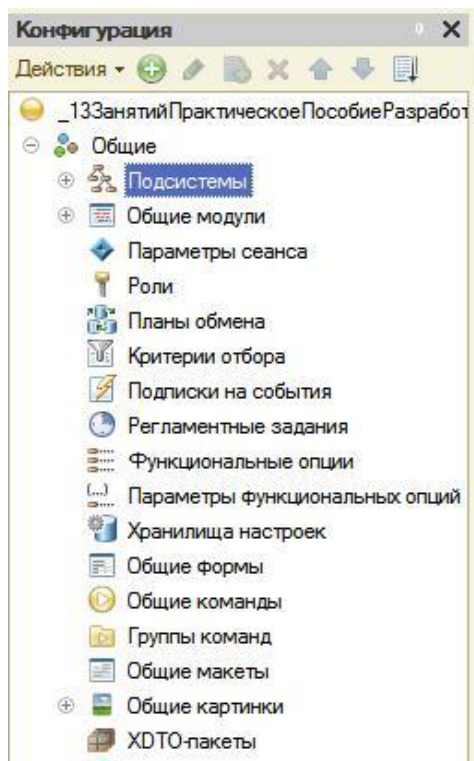 Конфигурация
Действия
_13ЗанятийПрактическоеПособиеРазработ
Общие
Подсистемы
Общие модули
Параметры сеанса
Роли
Планы обмена
Критерии отбора
Подписки на события
Регламентные задания
Функциональные опции
Параметры функциональных опций
Хранилища настроек
Общие формы
Общие команды
Группы команд
Общие макеты
Общие картинки
XDTO-пакеты